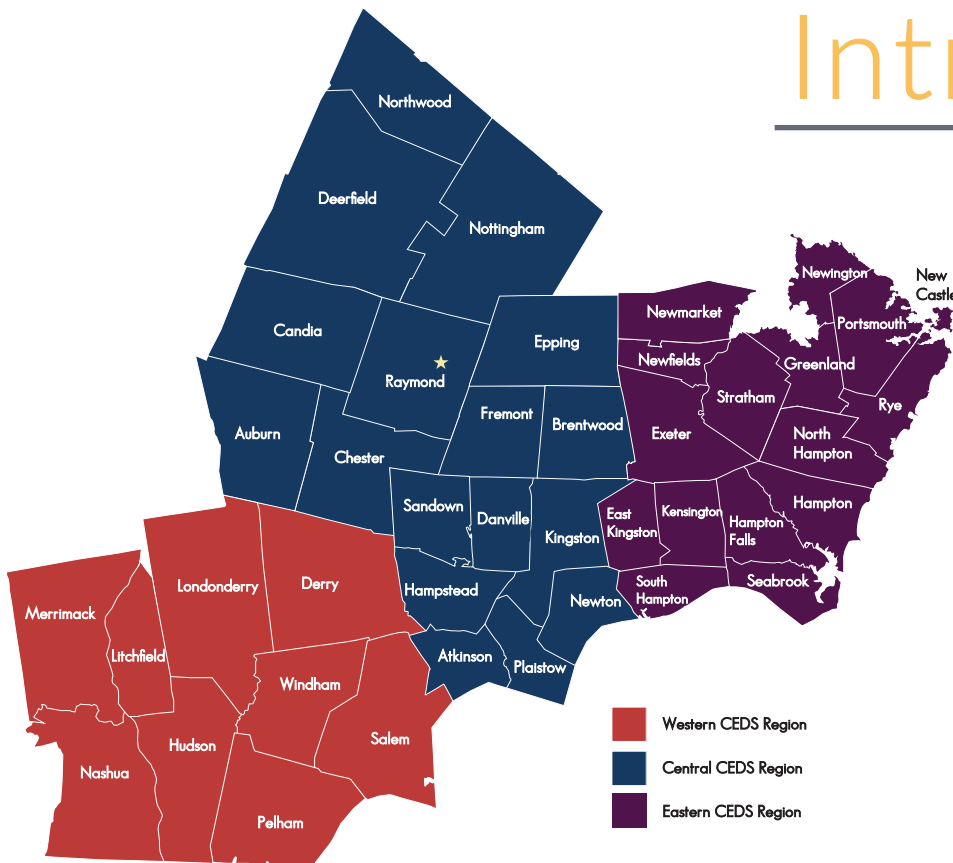 Intr
Northwood
Deerfield
Nottingham
Newington
New
Castle
Newmarket
Portsmouth
Candia
Epping
Newfields
Greenland
Raymond
Stratham
Fremont
Brentwood
Rye
Auburn
Exeter
North
Hampton
Chester
Sandown
Danville
Kingston
East
Kingston
Kensington
Hampton
Falls
Hampton
Londonderry
Derry
Hampstead
Newton
South
Hampton
Seabrook
Merrimack
Litchfield
Atkinson
Plaistow
Windham
Salem
Hudson
Nashua
Pelham
Western CEDS Region
Central CEDS Region
Eastern CEDS Region